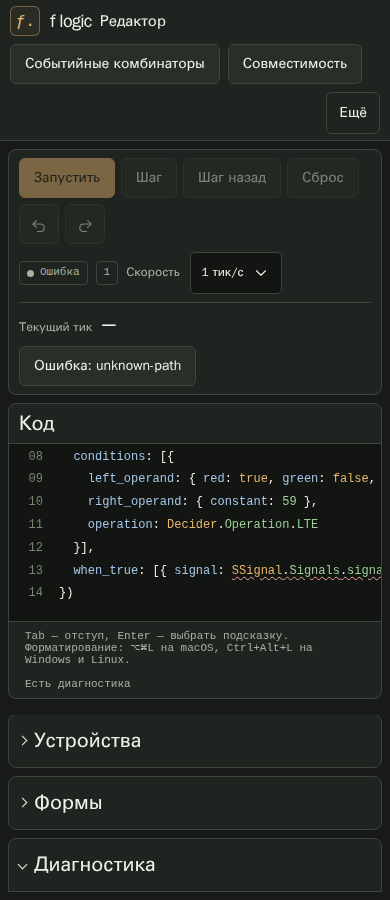 f. f logic Редактор
Событийные комбинаторы Совместимость
Ещё
Запустить Шаг Шаг назад Сброс
Ошибка 1 Скорость 1 тик/с
Текущий тик —
Ошибка: unknown-path
Код
08 conditions: [{
09 left_operand: { red: true, green: false,
10 right_operand: { constant: 59 },
11 operation: Decider.Operation.LTE
12 }],
13 when_true: [{ signal: SSignal.Signals.signa
14 })
Tab — отступ, Enter — выбрать подсказку.
Форматирование: ⌥⌘L на macOS, Ctrl+Alt+L на
Windows и Linux.
Есть диагностика
Устройства
Формы
Диагностика